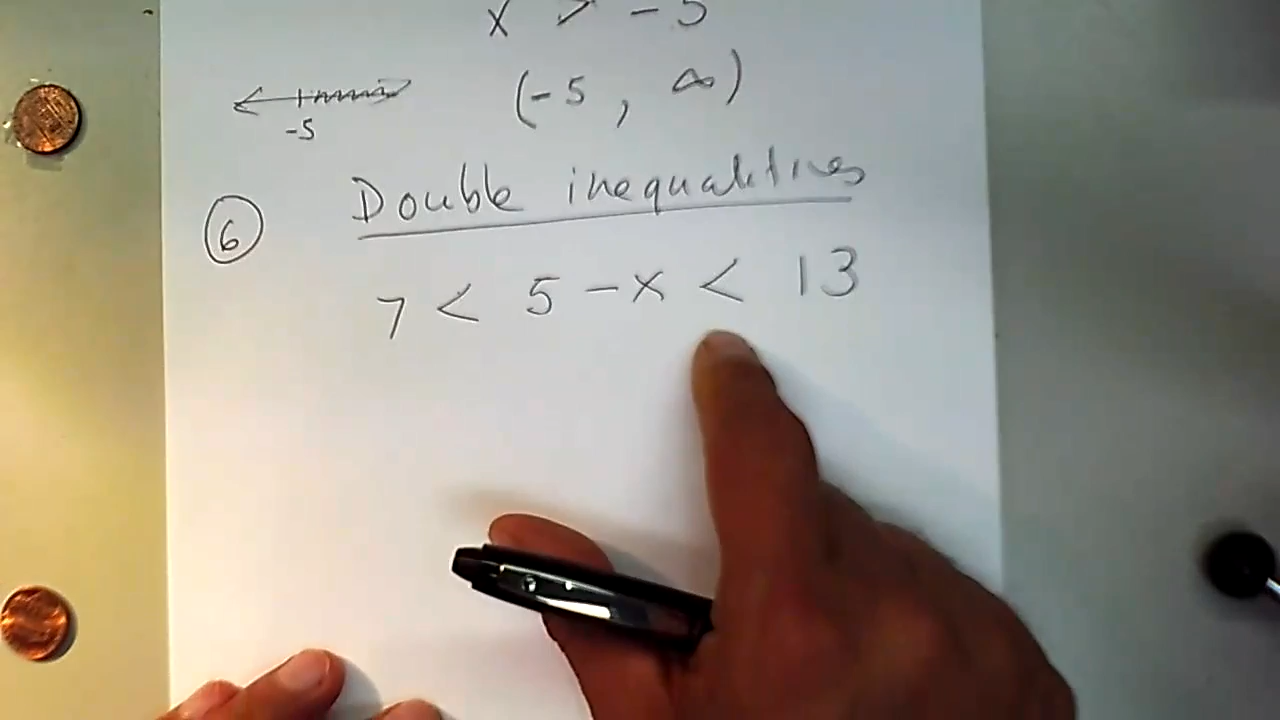 x > -5
(-5, ∞)
-5
Double inequalities
6
7 < 5 - x < 13